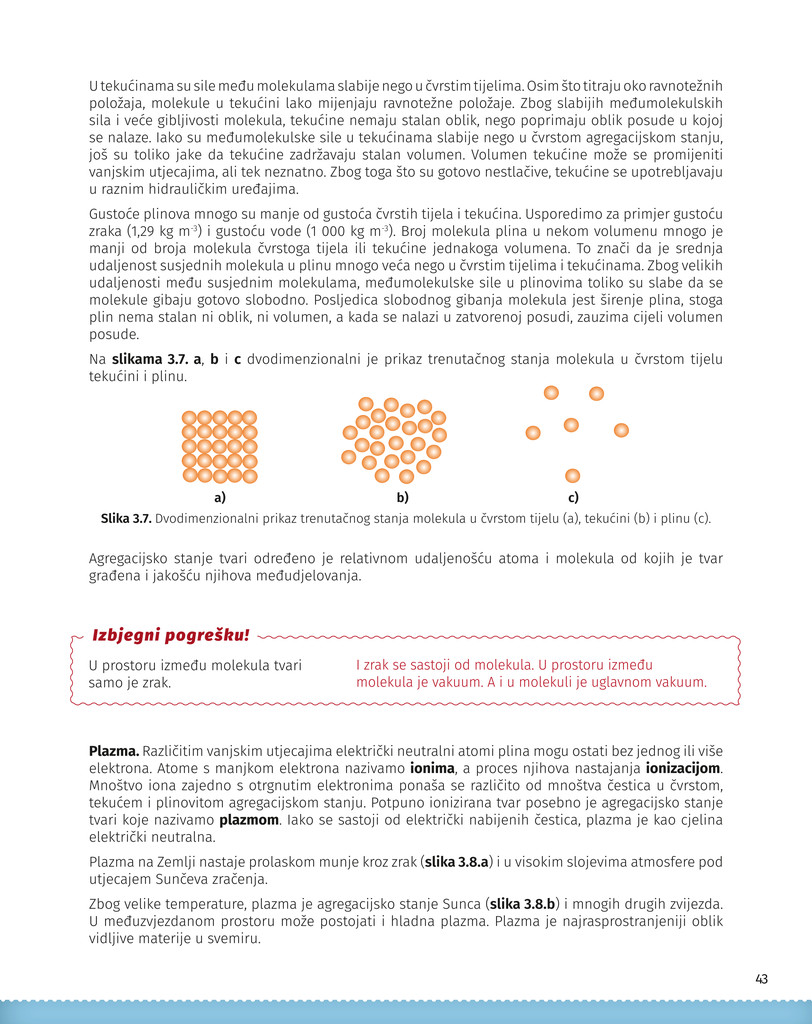 U tekućinama su sile među molekulama slabije nego u čvrstim tijelima. Osim što titraju oko ravnotežnih
položaja, molekule u tekućini lako mijenjaju ravnotežne položaje. Zbog slabijih međumolekulskih
sila i veće gibljivosti molekula, tekućine nemaju stalan oblik, nego poprimaju oblik posude u kojoj
se nalaze. Iako su međumolekulske sile u tekućinama slabije nego u čvrstom agregacijskom stanju,
još su toliko jake da tekućine zadržavaju stalan volumen. Volumen tekućine može se promijeniti
vanjskim utjecajima, ali tek neznatno. Zbog toga što su gotovo nestlačive, tekućine se upotrebljavaju
u raznim hidrauličkim uređajima.
Gustoće plinova mnogo su manje od gustoća čvrstih tijela i tekućina. Usporedimo za primjer gustoću
zraka (1,29 kg m⁻³) i gustoću vode (1 000 kg m⁻³). Broj molekula plina u nekom volumenu mnogo je
manji od broja molekula čvrstoga tijela ili tekućine jednakoga volumena. To znači da je srednja
udaljenost susjednih molekula u plinu mnogo veća nego u čvrstim tijelima i tekućinama. Zbog velikih
udaljenosti među susjednim molekulama, međumolekulske sile u plinovima toliko su slabe da se
molekule gibaju gotovo slobodno. Posljedica slobodnog gibanja molekula jest širenje plina, stoga
plin nema stalan ni oblik, ni volumen, a kada se nalazi u zatvorenoj posudi, zauzima cijeli volumen
posude.
Na slikama 3.7. a, b i c dvodimenzionalni je prikaz trenutačnog stanja molekula u čvrstom tijelu
tekućini i plinu.
a) b) c)
Slika 3.7. Dvodimenzionalni prikaz trenutačnog stanja molekula u čvrstom tijelu (a), tekućini (b) i plinu (c).
Agregacijsko stanje tvari određeno je relativnom udaljenošću atoma i molekula od kojih je tvar
građena i jakošću njihova međudjelovanja.
Izbjegni pogrešku!
U prostoru između molekula tvari
samo je zrak.
I zrak se sastoji od molekula. U prostoru između
molekula je vakuum. A i u molekuli je uglavnom vakuum.
Plazma. Različitim vanjskim utjecajima električki neutralni atomi plina mogu ostati bez jednog ili više
elektrona. Atome s manjkom elektrona nazivamo ionima, a proces njihova nastajanja ionizacijom.
Mnoštvo iona zajedno s otrgnutim elektronima ponaša se različito od mnoštva čestica u čvrstom,
tekućem i plinovitom agregacijskom stanju. Potpuno ionizirana tvar posebno je agregacijsko stanje
tvari koje nazivamo plazmom. Iako se sastoji od električki nabijenih čestica, plazma je kao cjelina
električki neutralna.
Plazma na Zemlji nastaje prolaskom munje kroz zrak (slika 3.8.a) i u visokim slojevima atmosfere pod
utjecajem Sunčeva zračenja.
Zbog velike temperature, plazma je agregacijsko stanje Sunca (slika 3.8.b) i mnogih drugih zvijezda.
U međuzvjezdanom prostoru može postojati i hladna plazma. Plazma je najrasprostranjeniji oblik
vidljive materije u svemiru.
43